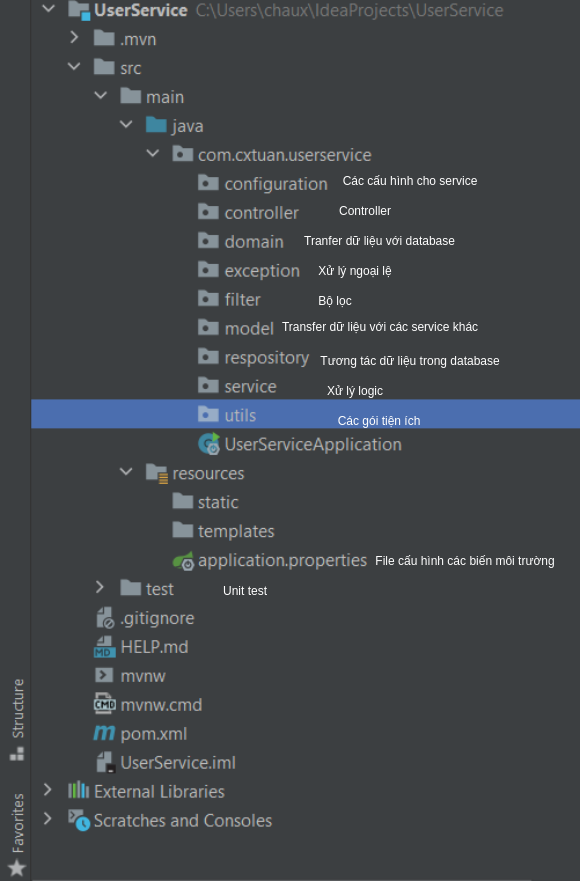 UserService C:\Users\chaux\IdeaProjects\UserService
.mvn
src
main
java
com.cxtuan.userservice
configuration Các cấu hình cho service
controller Controller
domain Tranfer dữ liệu với database
exception Xử lý ngoại lệ
filter Bộ lọc
model Transfer dữ liệu với các service khác
respository Tương tác dữ liệu trong database
service Xử lý logic
utils Các gói tiện ích
UserServiceApplication
resources
static
templates
application.properties File cấu hình các biến môi trường
test Unit test
.gitignore
MD HELP.md
mvnw
CMD mvnw.cmd
m pom.xml
UserService.iml
External Libraries
Scratches and Consoles
Structure
Favorites